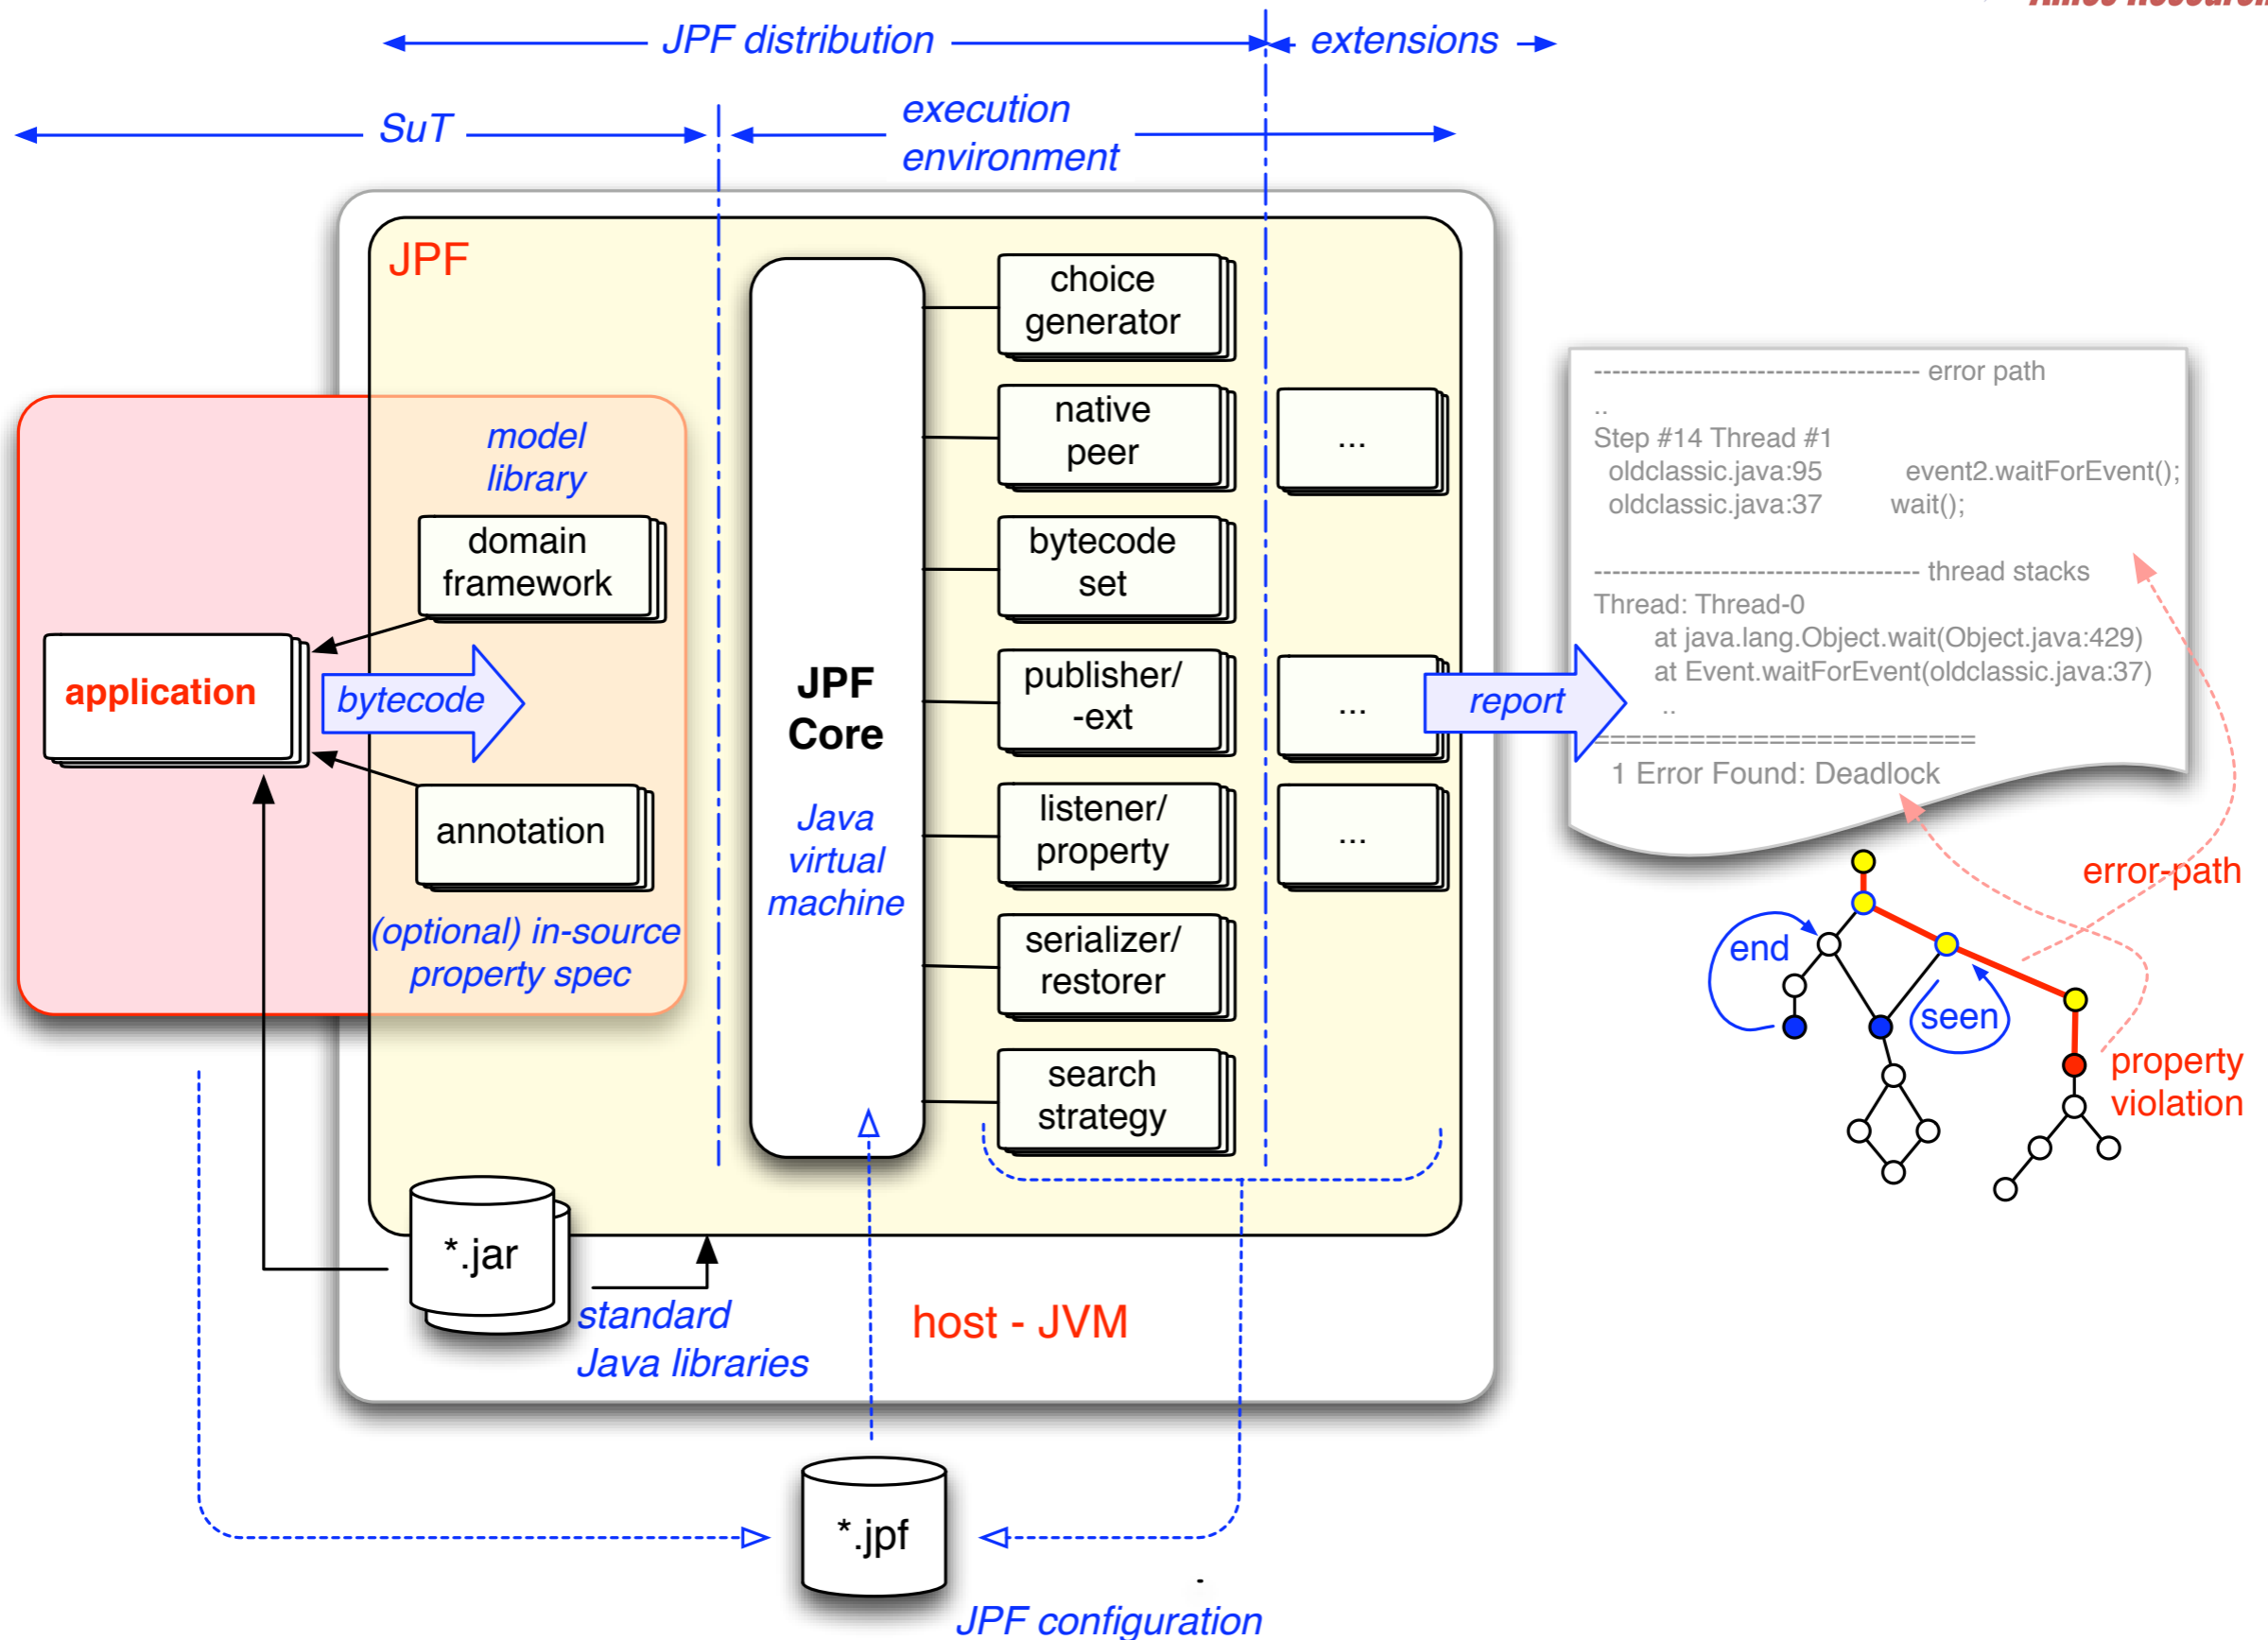 JPF distribution
extensions
SuT
execution
environment
JPF
choice
generator
native
peer
...
model
library
domain
framework
bytecode
set
application
bytecode
JPF
Core
publisher/
-ext
...
report
Java
virtual
machine
listener/
property
...
annotation
(optional) in-source
property spec
serializer/
restorer
search
strategy
*.jar
standard
Java libraries
host - JVM
*.jpf
JPF configuration
----------------------------------- error path
..
Step #14 Thread #1
oldclassic.java:95 event2.waitForEvent();
oldclassic.java:37 wait();
----------------------------------- thread stacks
Thread: Thread-0
at java.lang.Object.wait(Object.java:429)
at Event.waitForEvent(oldclassic.java:37)
..
========================
1 Error Found: Deadlock
error-path
end
seen
property
violation